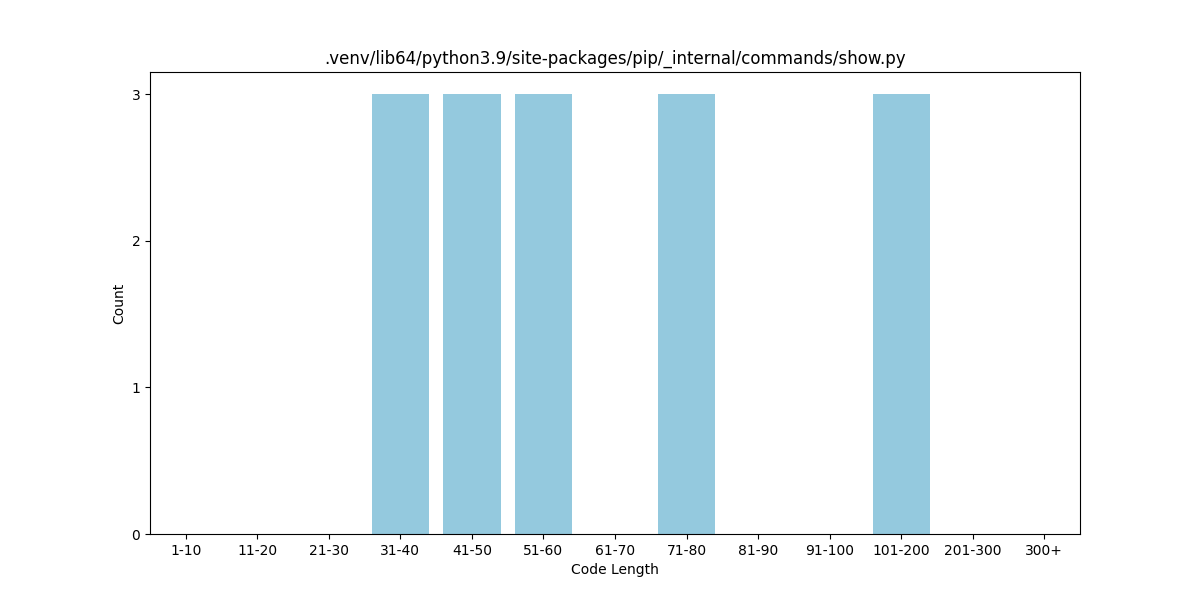 .venv/lib64/python3.9/site-packages/pip/_internal/commands/show.py
3
2
1
0
Count
1-10 11-20 21-30 31-40 41-50 51-60 61-70 71-80 81-90 91-100 101-200 201-300 300+
Code Length